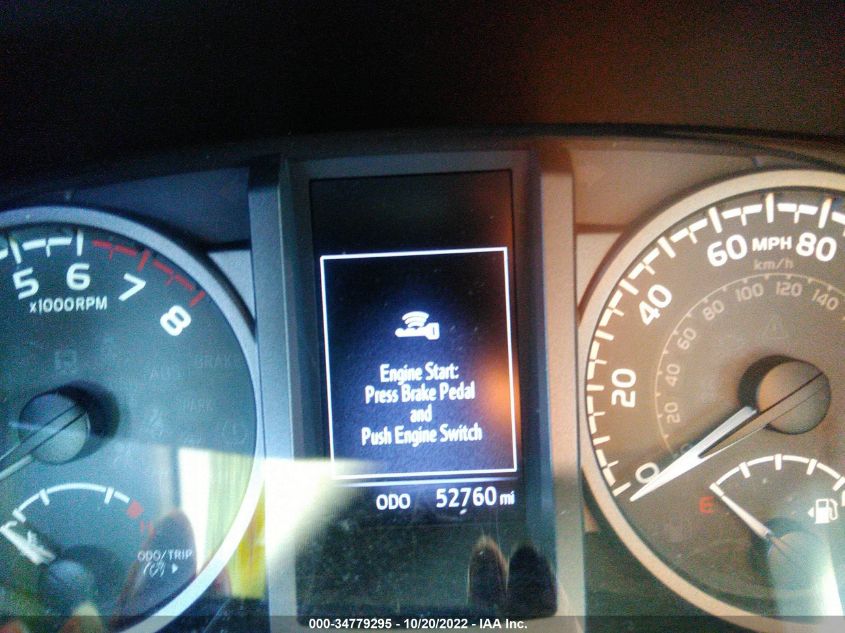 5 6 7 8
x1000RPM
ODO/TRIP
H
Engine Start:
Press Brake Pedal
and
Push Engine Switch
ODO 52760 mi
0 20 40 60 MPH 80
km/h
20 40 60 80 100 120 140
E
000-34779295 - 10/20/2022 - IAA Inc.